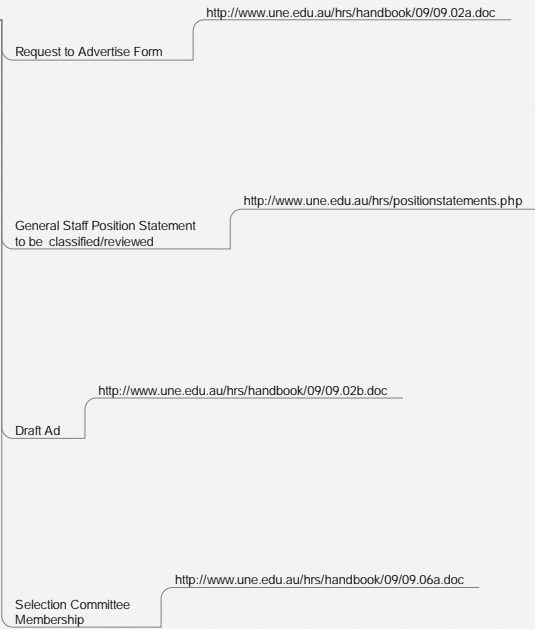 http://www.une.edu.au/hrs/handbook/09/09.02a.doc
Request to Advertise Form
http://www.une.edu.au/hrs/positionstatements.php
General Staff Position Statement
to be classified/reviewed
http://www.une.edu.au/hrs/handbook/09/09.02b.doc
Draft Ad
http://www.une.edu.au/hrs/handbook/09/09.06a.doc
Selection Committee
Membership